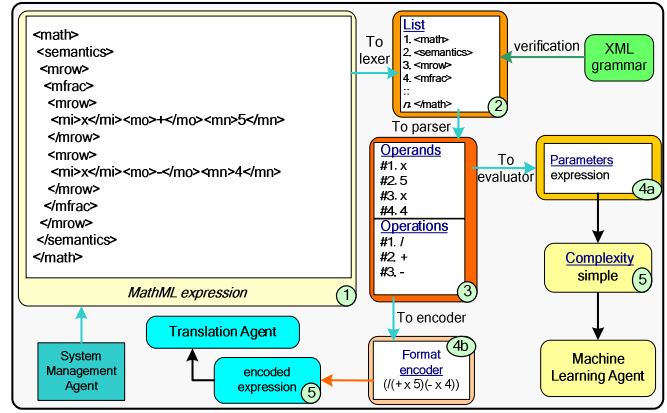 <math>
<semantics>
<mrow>
<mfrac>
<mrow>
<mi>x</mi><mo>+</mo><mn>5</mn>
</mrow>
<mrow>
<mi>x</mi><mo>-</mo><mn>4</mn>
</mrow>
</mfrac>
</mrow>
</semantics>
</math>
MathML expression
1
To
lexer
List
1. <math>
2. <semantics>
3. <mrow>
4. <mfrac>
::
n. </math>
2
verification
XML
grammar
To parser
Operands
#1. x
#2. 5
#3. x
#4. 4
Operations
#1. /
#2. +
#3. -
3
To
evaluator
Parameters
expression
4a
Complexity
simple
5
Machine
Learning Agent
To encoder
Format
encoder
(/(+ x 5)(- x 4))
4b
encoded
expression
5
Translation Agent
System
Management
Agent